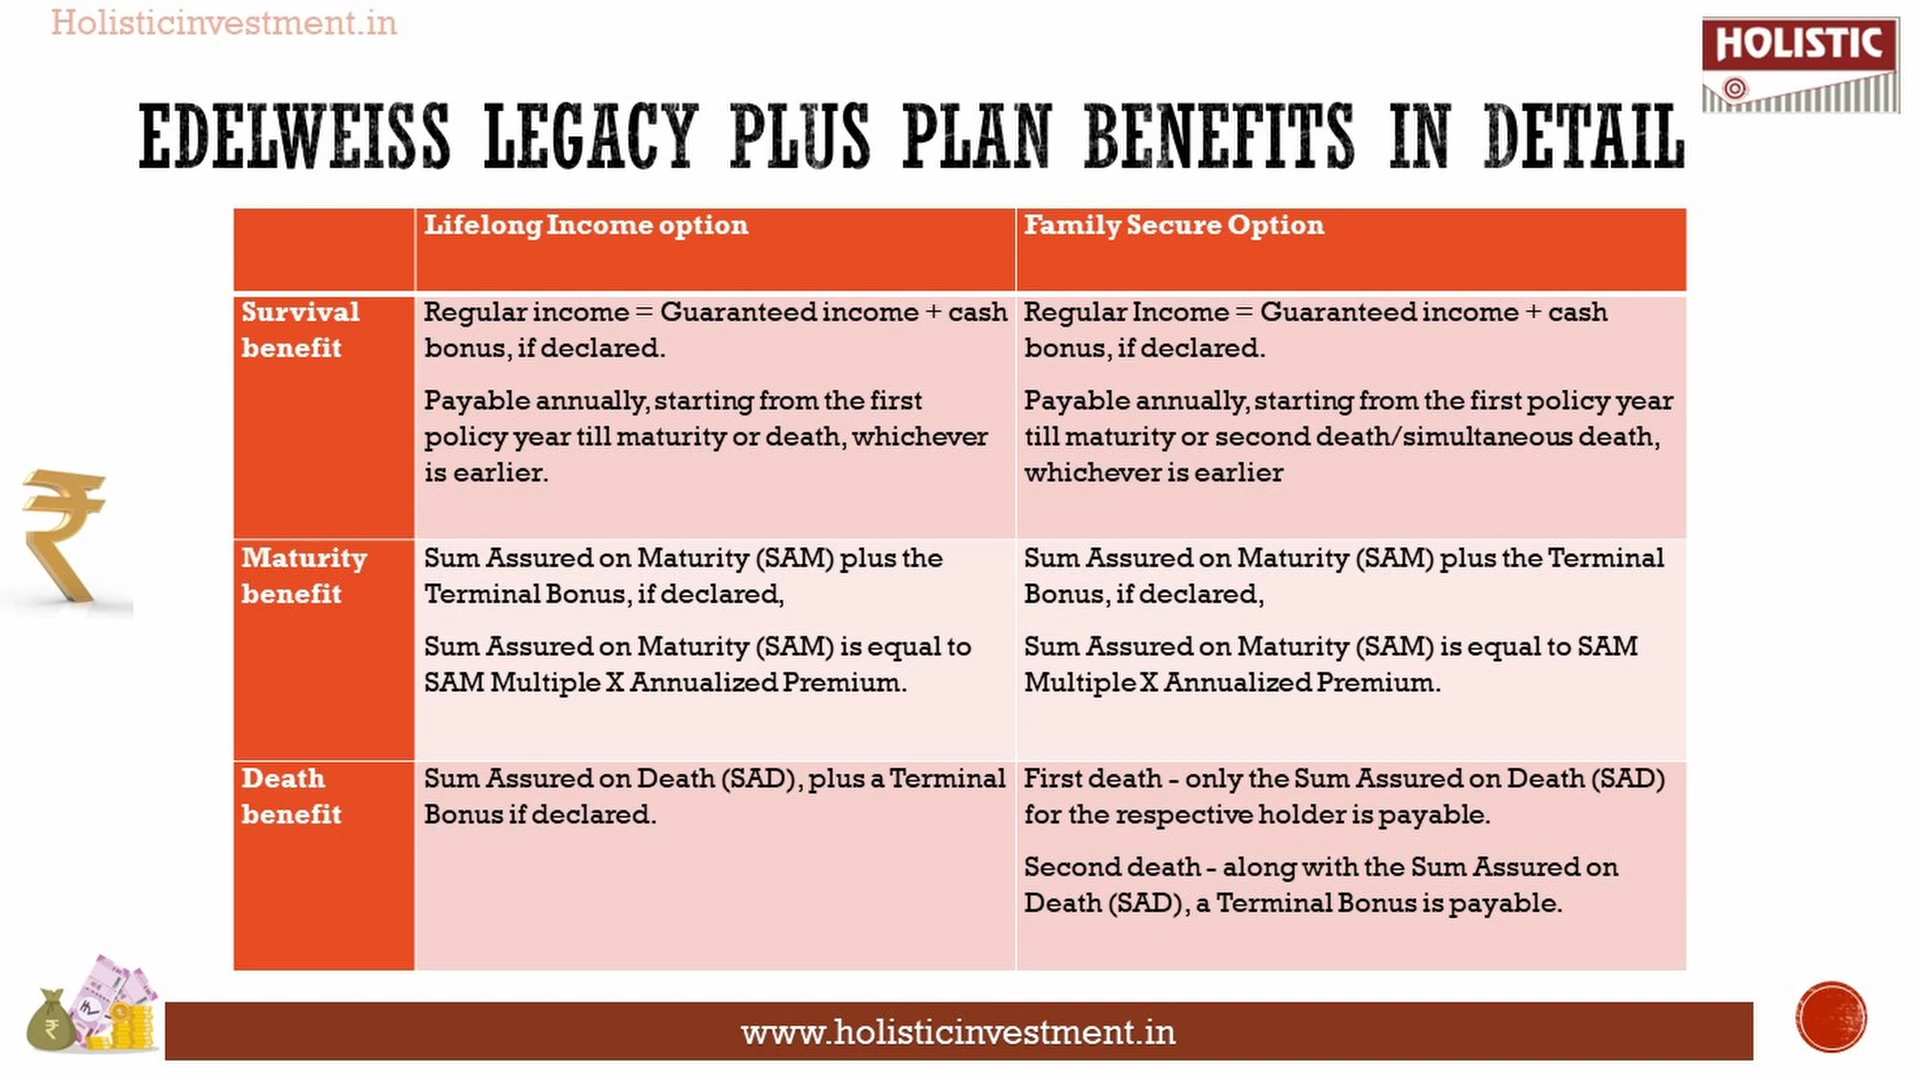 Holisticinvestment.in
HOLISTIC
EDELWEISS LEGACY PLUS PLAN BENEFITS IN DETAIL
Lifelong Income option
Family Secure Option
Survival
benefit
Regular income = Guaranteed income + cash
bonus, if declared.
Payable annually, starting from the first
policy year till maturity or death, whichever
is earlier.
Regular Income = Guaranteed income + cash
bonus, if declared.
Payable annually, starting from the first policy year
till maturity or second death/simultaneous death,
whichever is earlier
Maturity
benefit
Sum Assured on Maturity (SAM) plus the
Terminal Bonus, if declared,
Sum Assured on Maturity (SAM) is equal to
SAM Multiple X Annualized Premium.
Sum Assured on Maturity (SAM) plus the Terminal
Bonus, if declared,
Sum Assured on Maturity (SAM) is equal to SAM
Multiple X Annualized Premium.
Death
benefit
Sum Assured on Death (SAD), plus a Terminal
Bonus if declared.
First death - only the Sum Assured on Death (SAD)
for the respective holder is payable.
Second death - along with the Sum Assured on
Death (SAD), a Terminal Bonus is payable.
₹
₹
www.holisticinvestment.in